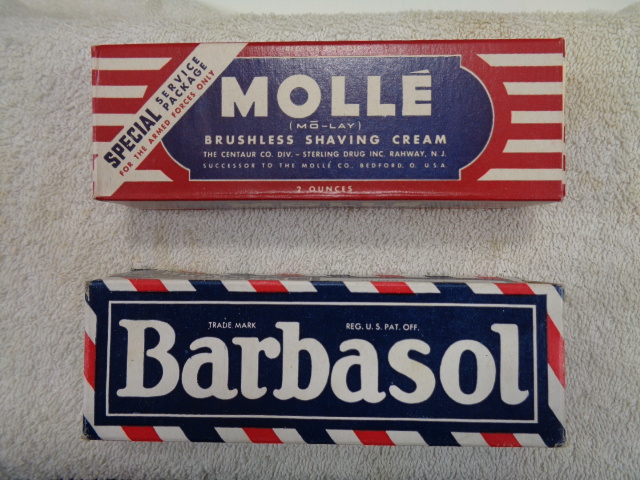 SPECIAL SERVICE PACKAGE
FOR THE ARMED FORCES ONLY
MOLLÉ
(MŌ-LAY)
BRUSHLESS SHAVING CREAM
THE CENTAUR CO. DIV. - STERLING DRUG INC. RAHWAY, N. J.
SUCCESSOR TO THE MOLLÉ CO. BEDFORD, O. U.S.A.
2 OUNCES
TRADE MARK REG. U.S. PAT. OFF.
Barbasol